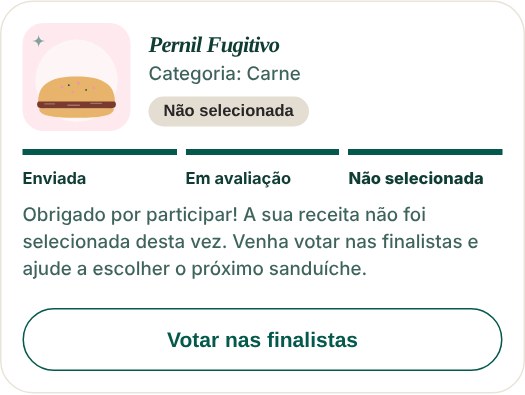 Pernil Fugitivo
Categoria: Carne
Não selecionada
Enviada
Em avaliação
Não selecionada
Obrigado por participar! A sua receita não foi
selecionada desta vez. Venha votar nas finalistas e
ajude a escolher o próximo sanduíche.
Votar nas finalistas